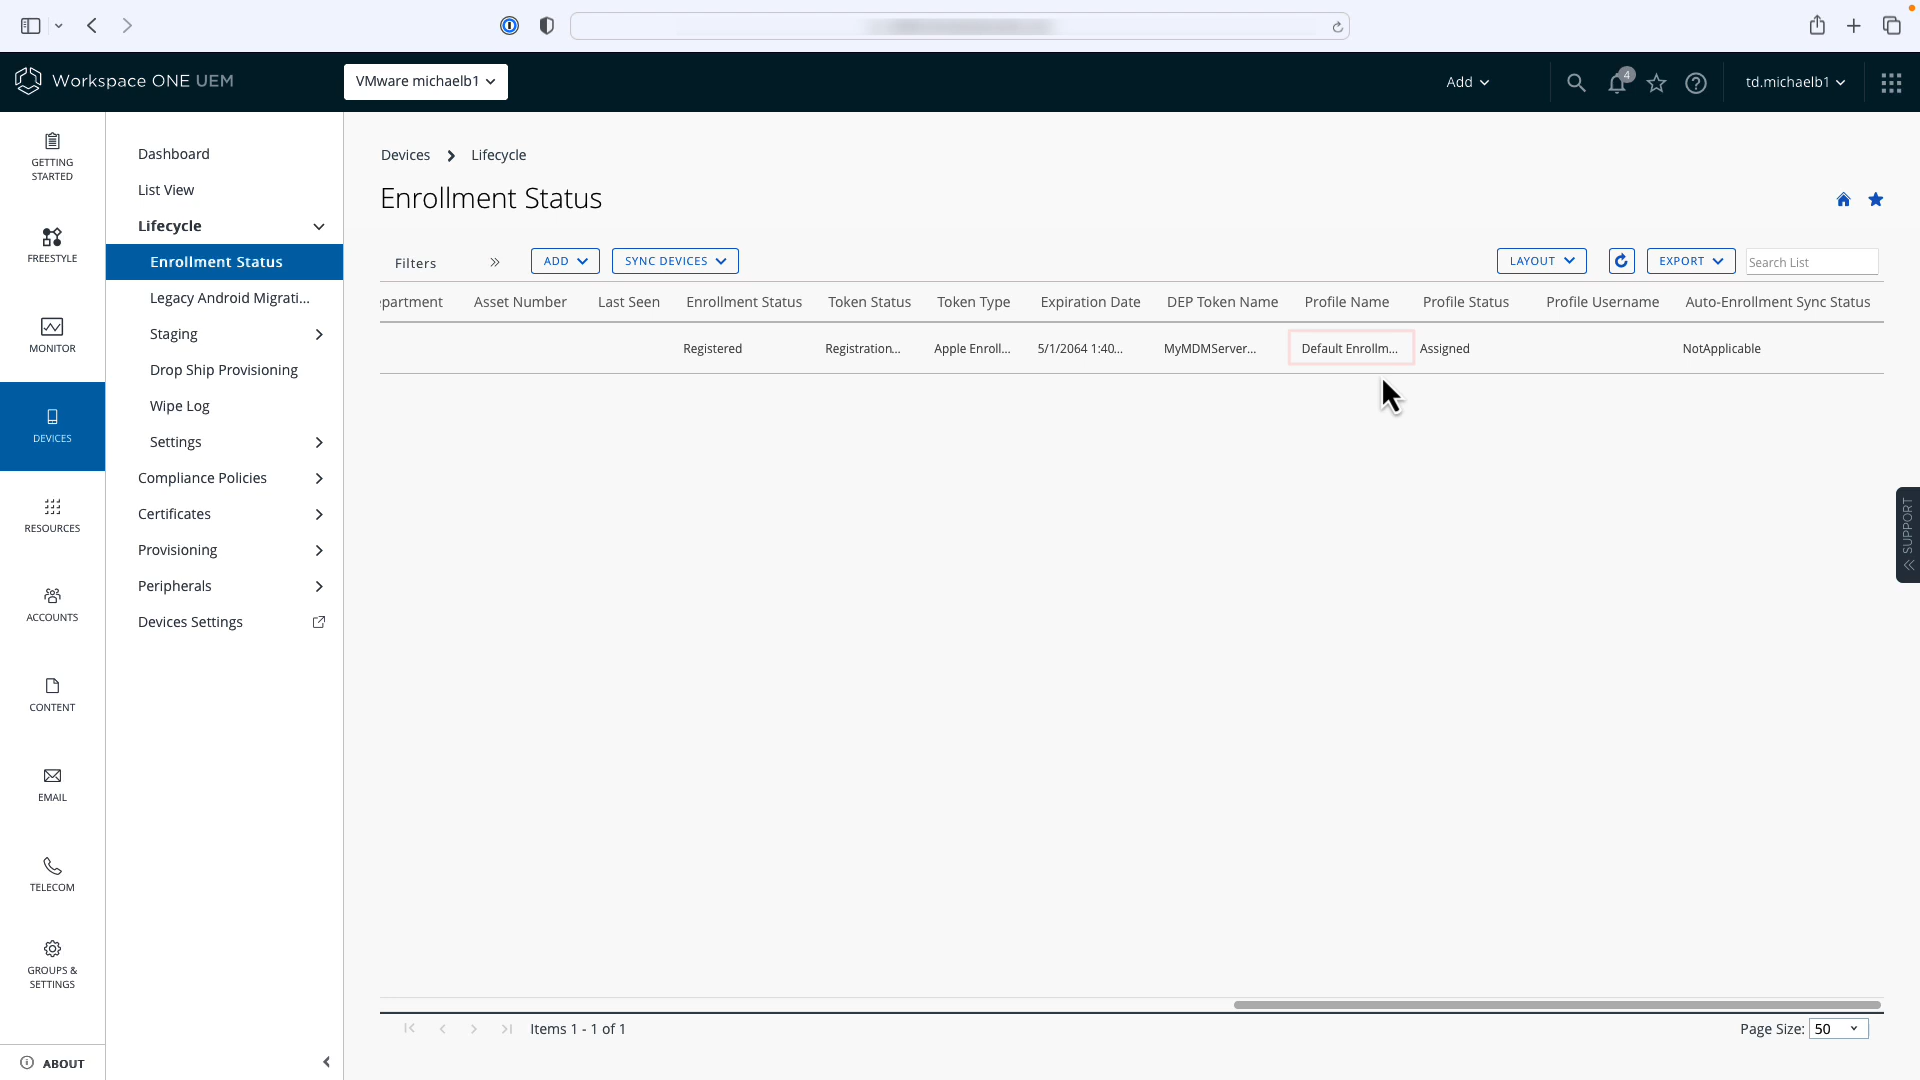 Workspace ONE UEM
VMware michaelb1
Add
4
td.michaelb1
GETTING
STARTED
FREESTYLE
MONITOR
DEVICES
RESOURCES
ACCOUNTS
CONTENT
EMAIL
TELECOM
GROUPS &
SETTINGS
ABOUT
Dashboard
List View
Lifecycle
Enrollment Status
Legacy Android Migrati...
Staging
Drop Ship Provisioning
Wipe Log
Settings
Compliance Policies
Certificates
Provisioning
Peripherals
Devices Settings
Devices Lifecycle
Enrollment Status
Filters ADD SYNC DEVICES LAYOUT EXPORT Search List
partment Asset Number Last Seen Enrollment Status Token Status Token Type Expiration Date DEP Token Name Profile Name Profile Status Profile Username Auto-Enrollment Sync Status
Registered Registration... Apple Enroll... 5/1/2064 1:40... MyMDMServer... Default Enrollm... Assigned NotApplicable
SUPPORT
Items 1 - 1 of 1 Page Size: 50